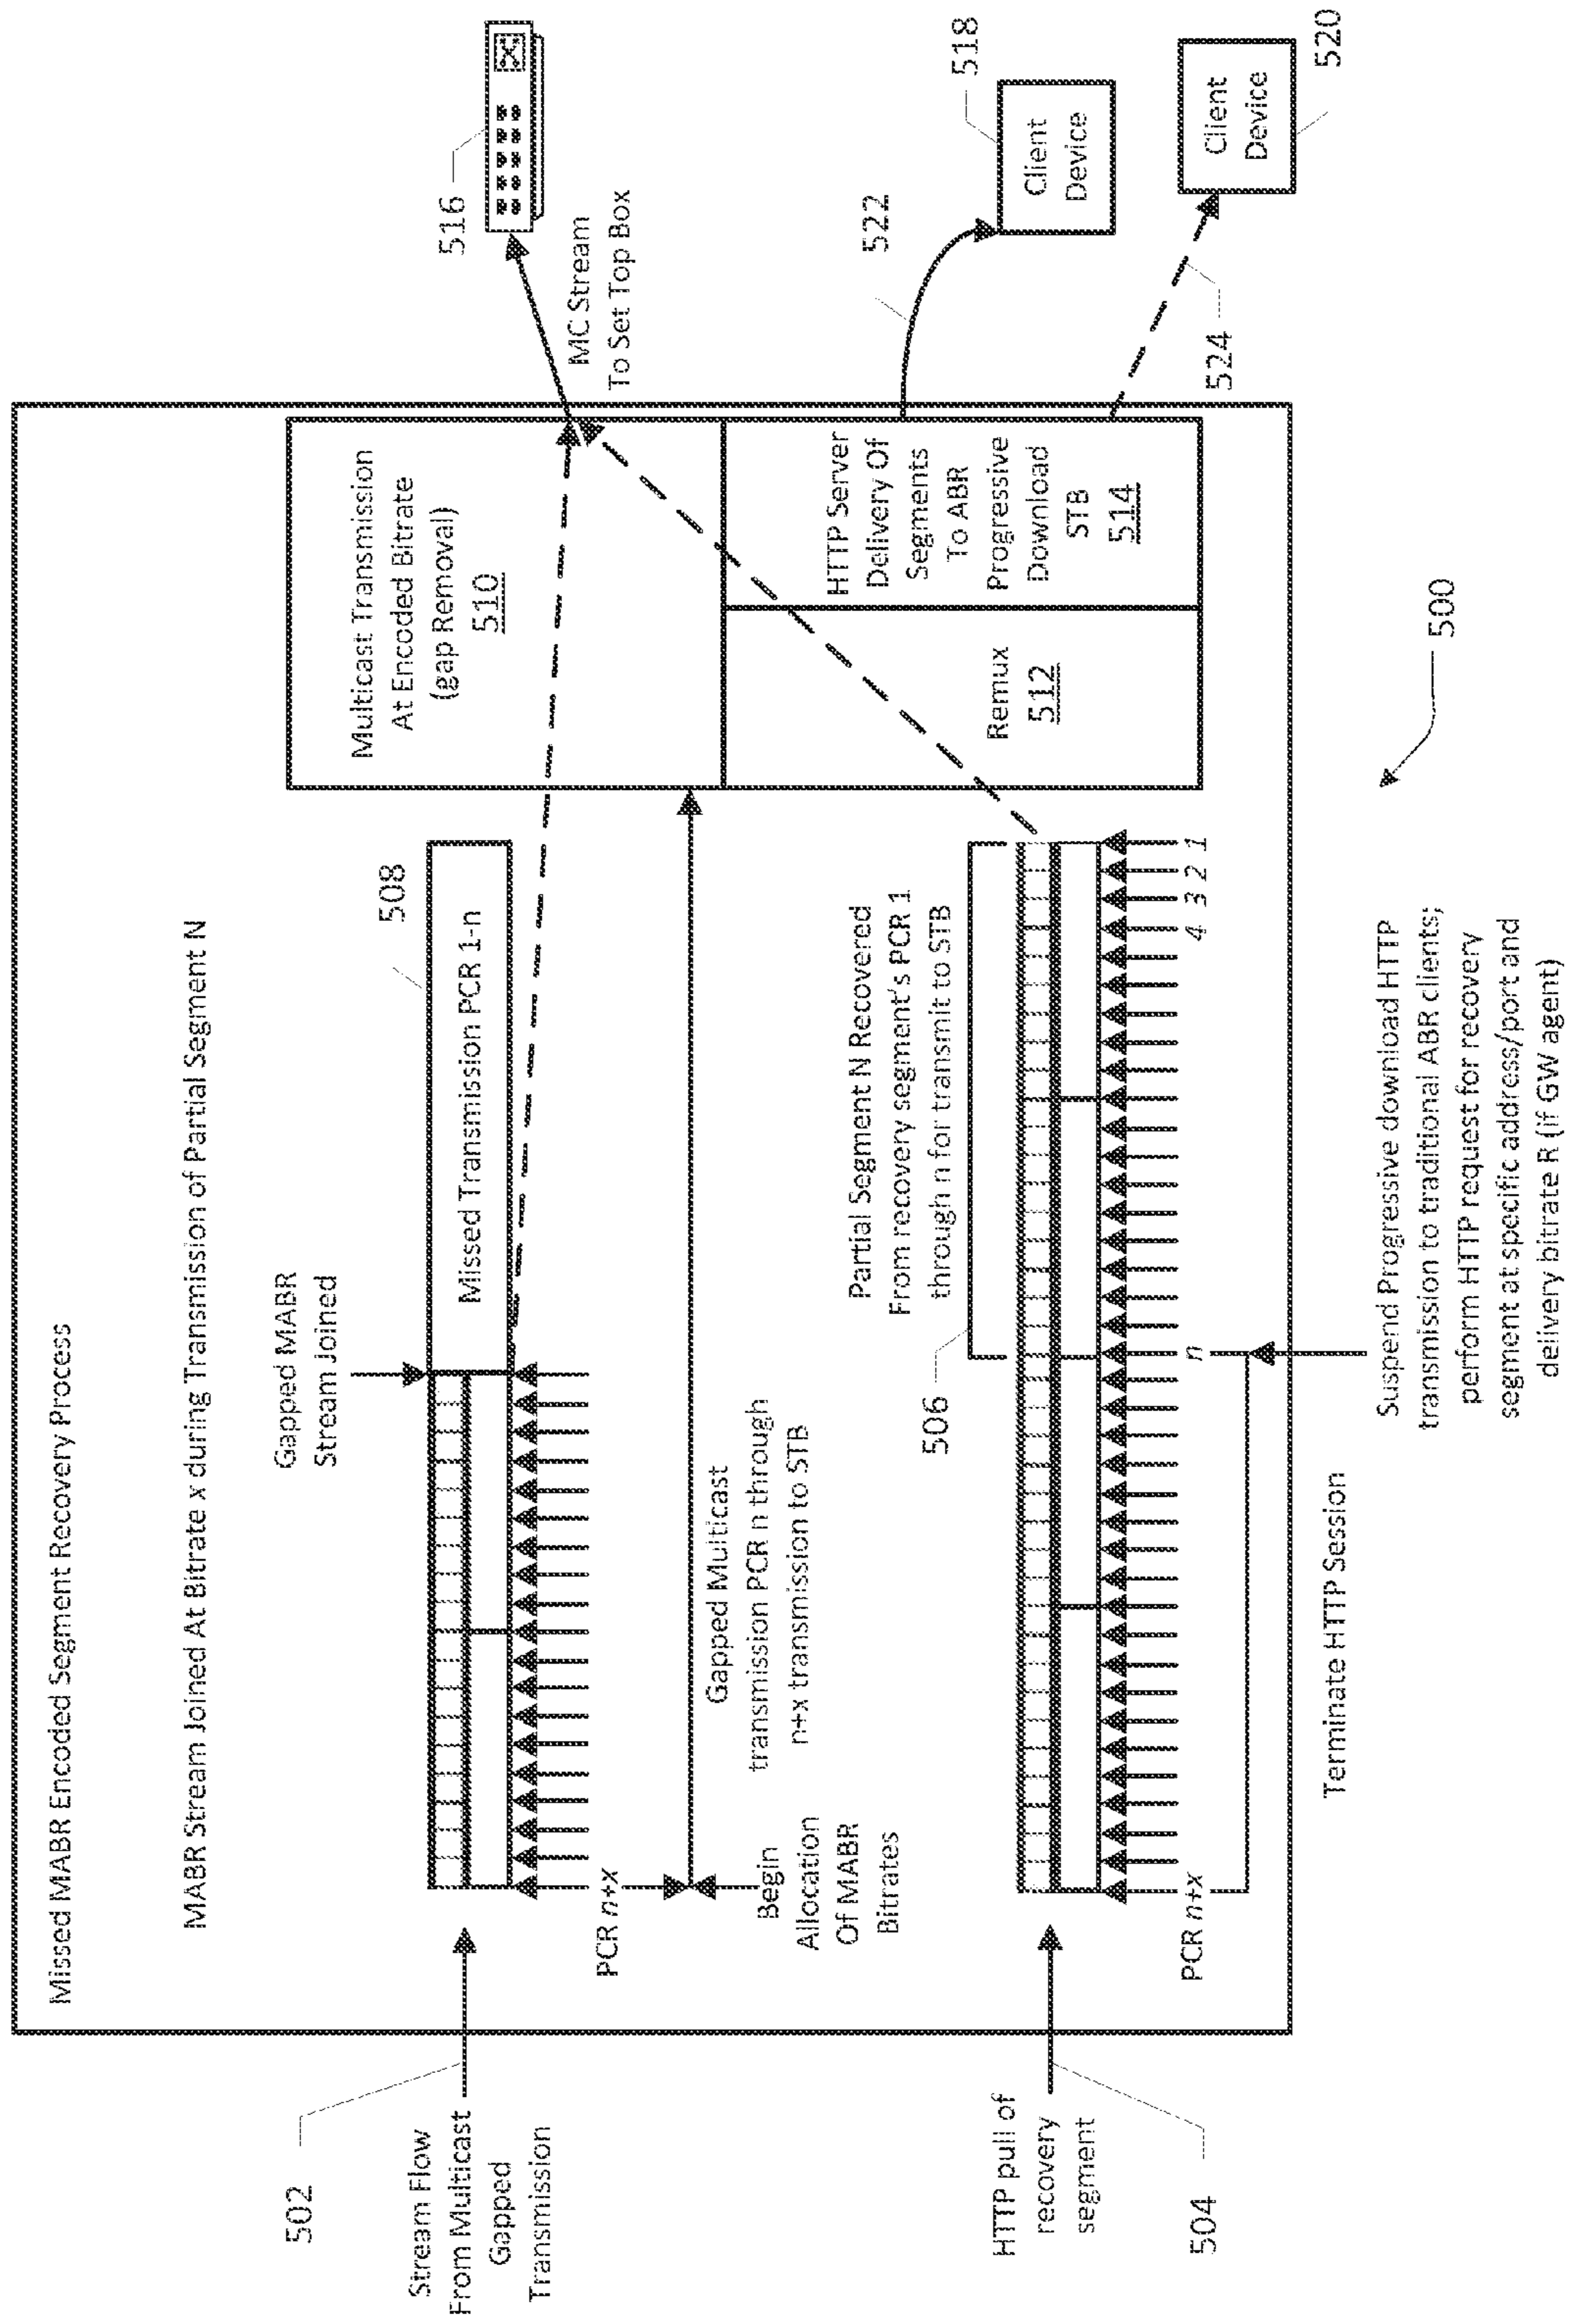 Missed MABR Encoded Segment Recovery Process
MABR Stream Joined At Bitrate x during Transmission of Partial Segment N
502
Stream Flow
From Multicast
Gapped
Transmission
Gapped MABR
Stream Joined
508
Missed Transmission PCR 1-n
PCR n+x
Begin
Allocation
Of MABR
Bitrates
Gapped Multicast
transmission PCR n through
n+x transmission to STB
Multicast Transmission
At Encoded Bitrate
(gap Removal)
510
516
MC Stream
To Set Top Box
HTTP pull of
recovery
segment
504
506
Partial Segment N Recovered
From recovery segment's PCR 1
through n for transmit to STB
PCR n+x
n
4 3 2 1
Terminate HTTP Session
Remux
512
HTTP Server
Delivery Of
Segments
To ABR
Progressive
Download
STB
514
522
518
Client
Device
524
Client
Device
520
Suspend Progressive download HTTP
transmission to traditional ABR clients;
perform HTTP request for recovery
segment at specific address/port and
delivery bitrate R (if GW agent)
500